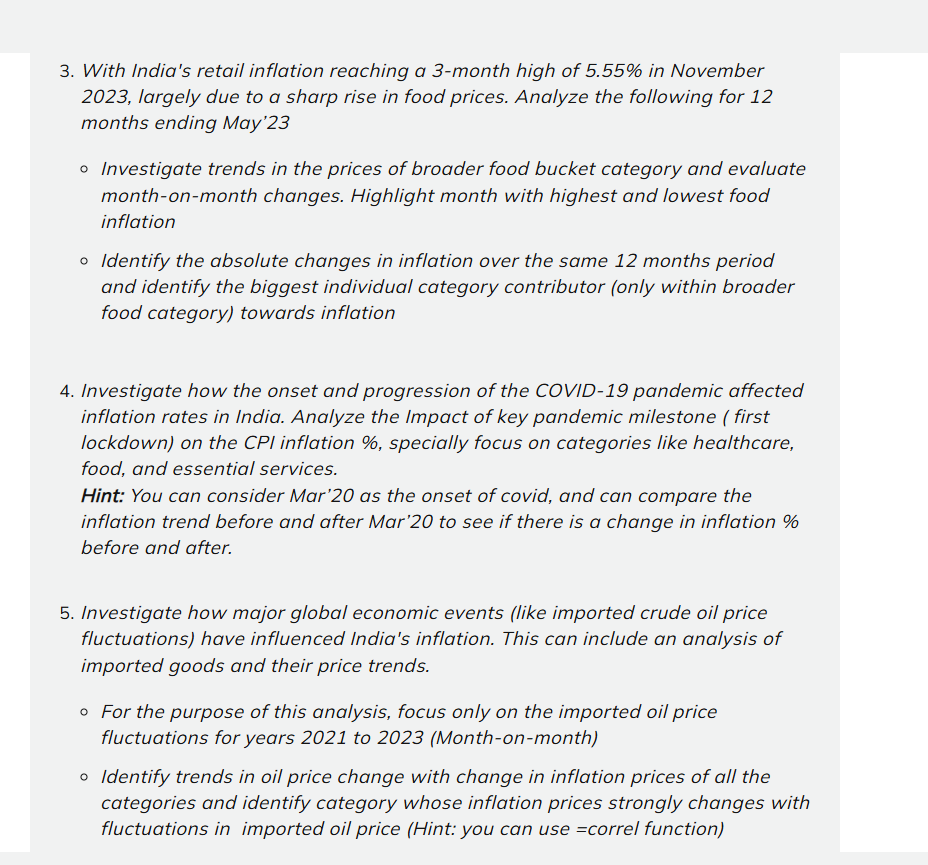 3. With India's retail inflation reaching a 3-month high of 5.55% in November
2023, largely due to a sharp rise in food prices. Analyze the following for 12
months ending May'23
Investigate trends in the prices of broader food bucket category and evaluate
month-on-month changes. Highlight month with highest and lowest food
inflation
Identify the absolute changes in inflation over the same 12 months period
and identify the biggest individual category contributor (only within broader
food category) towards inflation
4. Investigate how the onset and progression of the COVID-19 pandemic affected
inflation rates in India. Analyze the Impact of key pandemic milestone ( first
lockdown) on the CPI inflation %, specially focus on categories like healthcare,
food, and essential services.
Hint: You can consider Mar'20 as the onset of covid, and can compare the
inflation trend before and after Mar'20 to see if there is a change in inflation %
before and after.
5. Investigate how major global economic events (like imported crude oil price
fluctuations) have influenced India's inflation. This can include an analysis of
imported goods and their price trends.
For the purpose of this analysis, focus only on the imported oil price
fluctuations for years 2021 to 2023 (Month-on-month)
Identify trends in oil price change with change in inflation prices of all the
categories and identify category whose inflation prices strongly changes with
fluctuations in imported oil price (Hint: you can use =correl function)